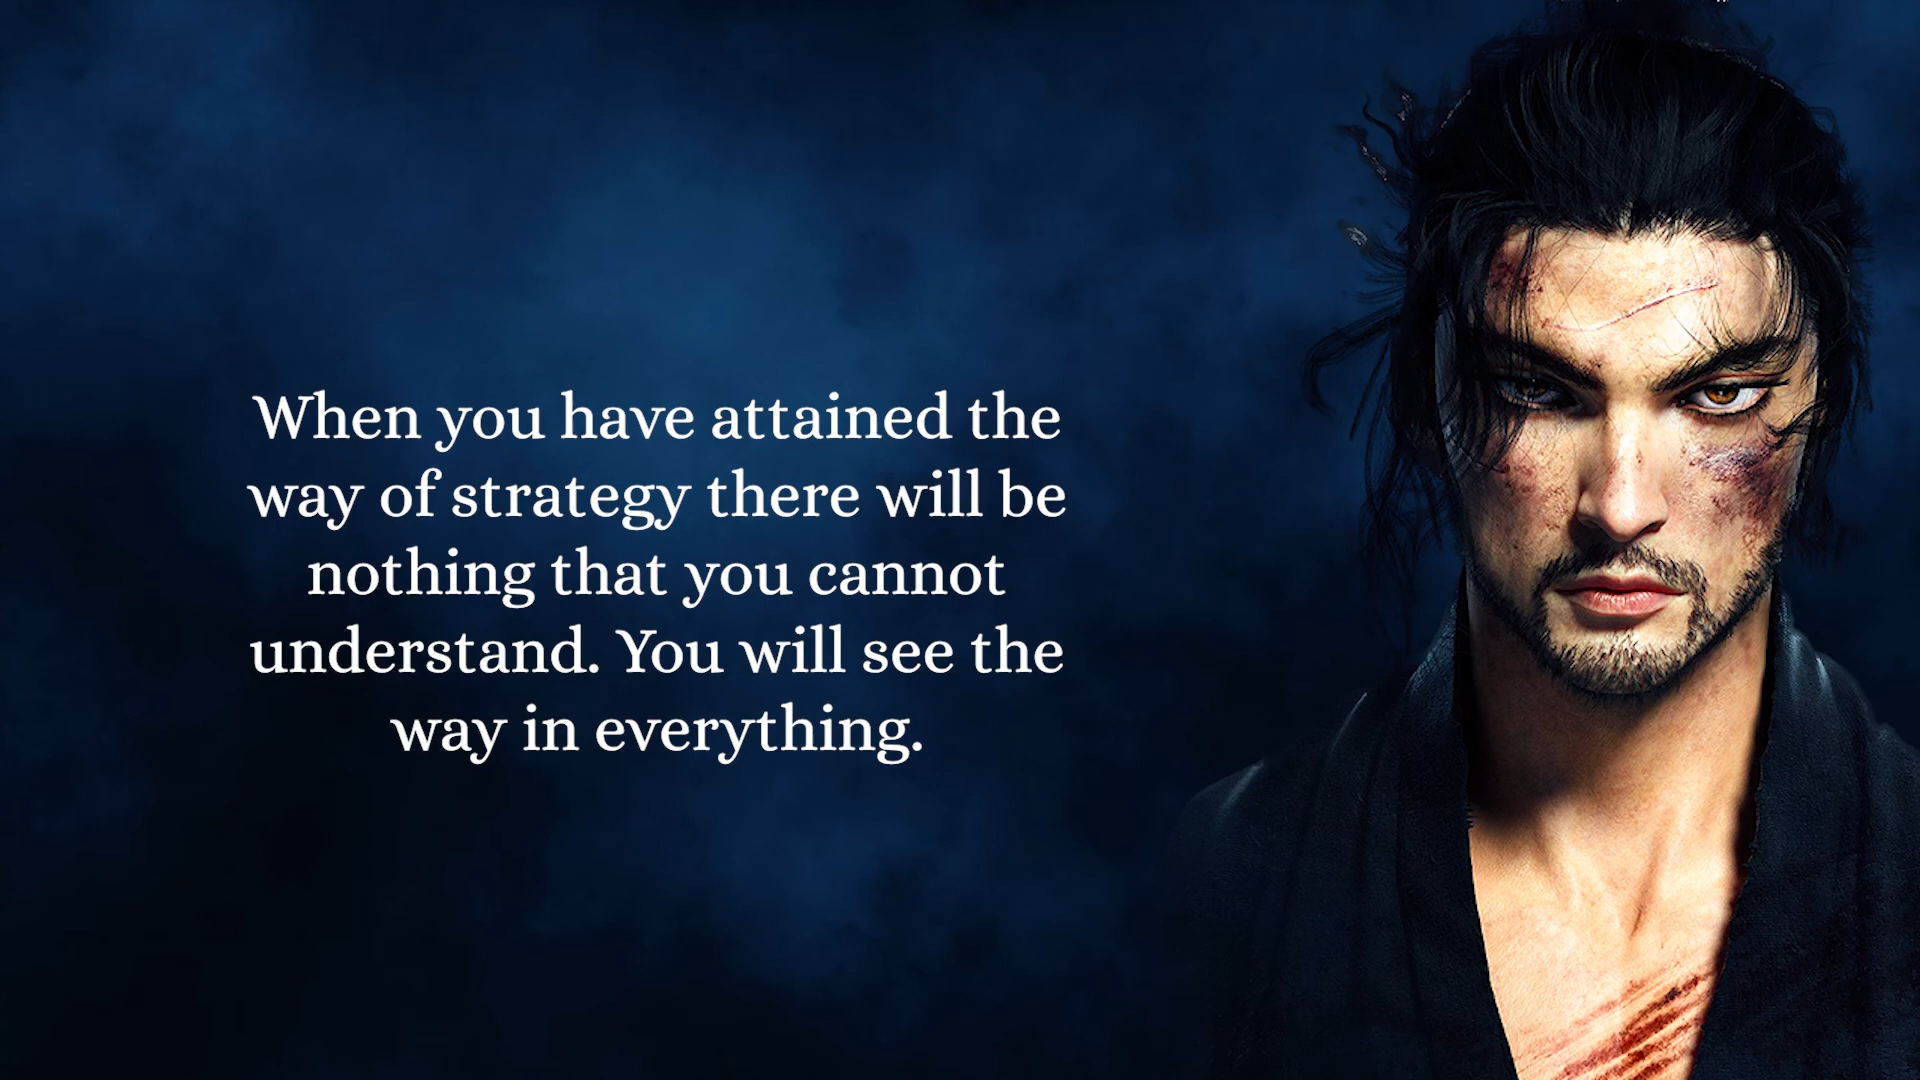 When you have attained the
way of strategy there will be
nothing that you cannot
understand. You will see the
way in everything.